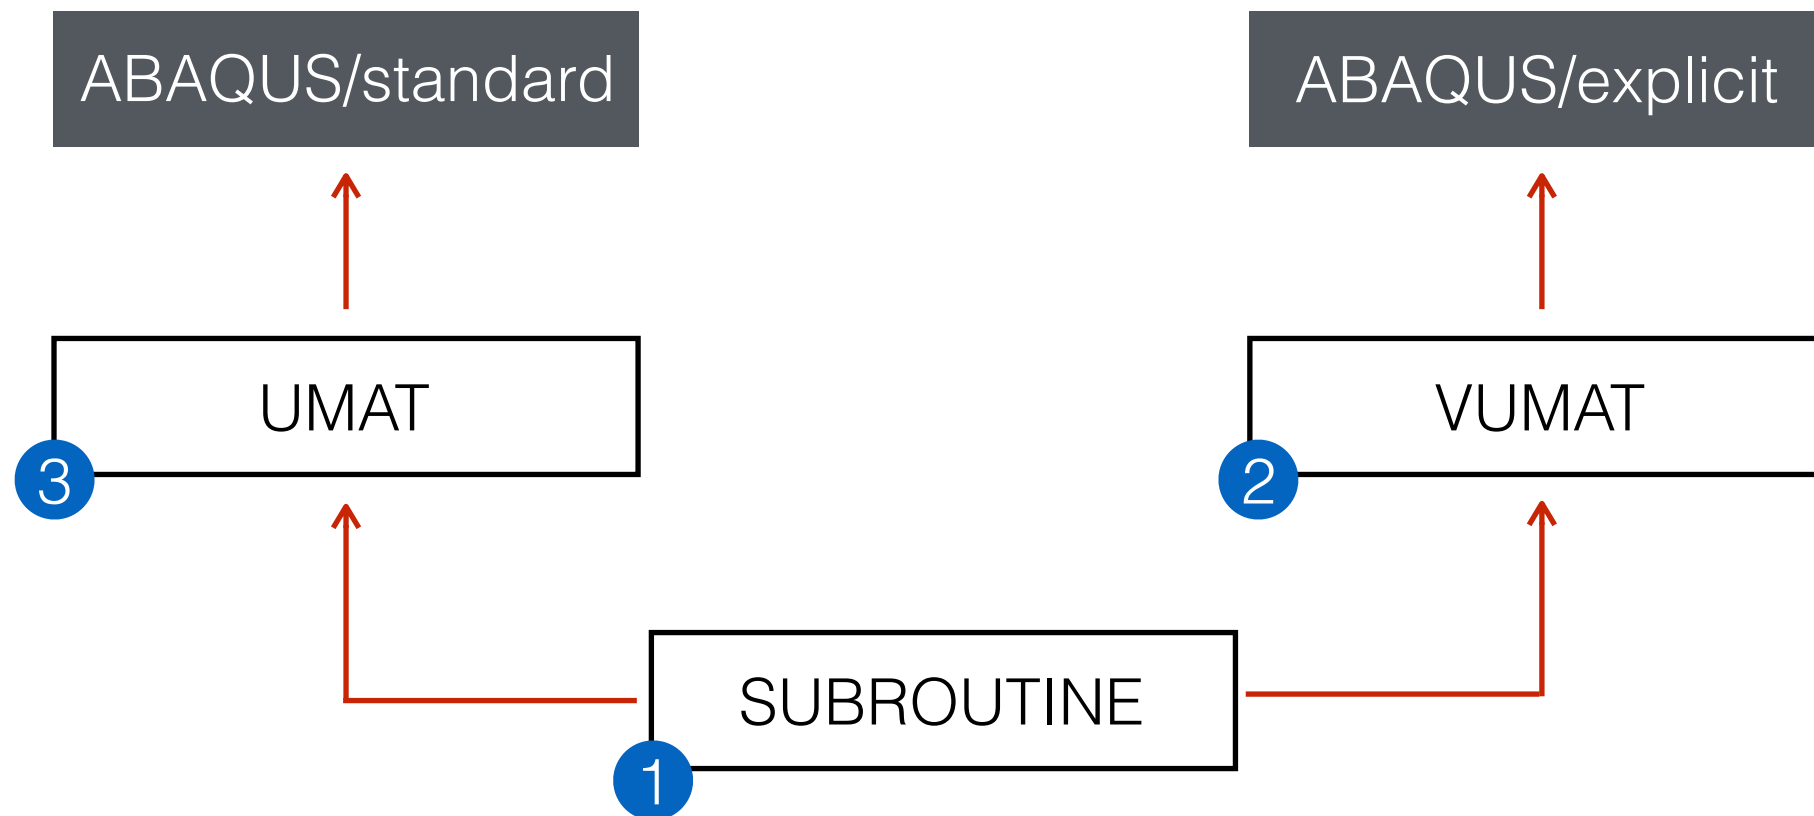 ABAQUS/standard
ABAQUS/explicit
UMAT
VUMAT
3
2
SUBROUTINE
1